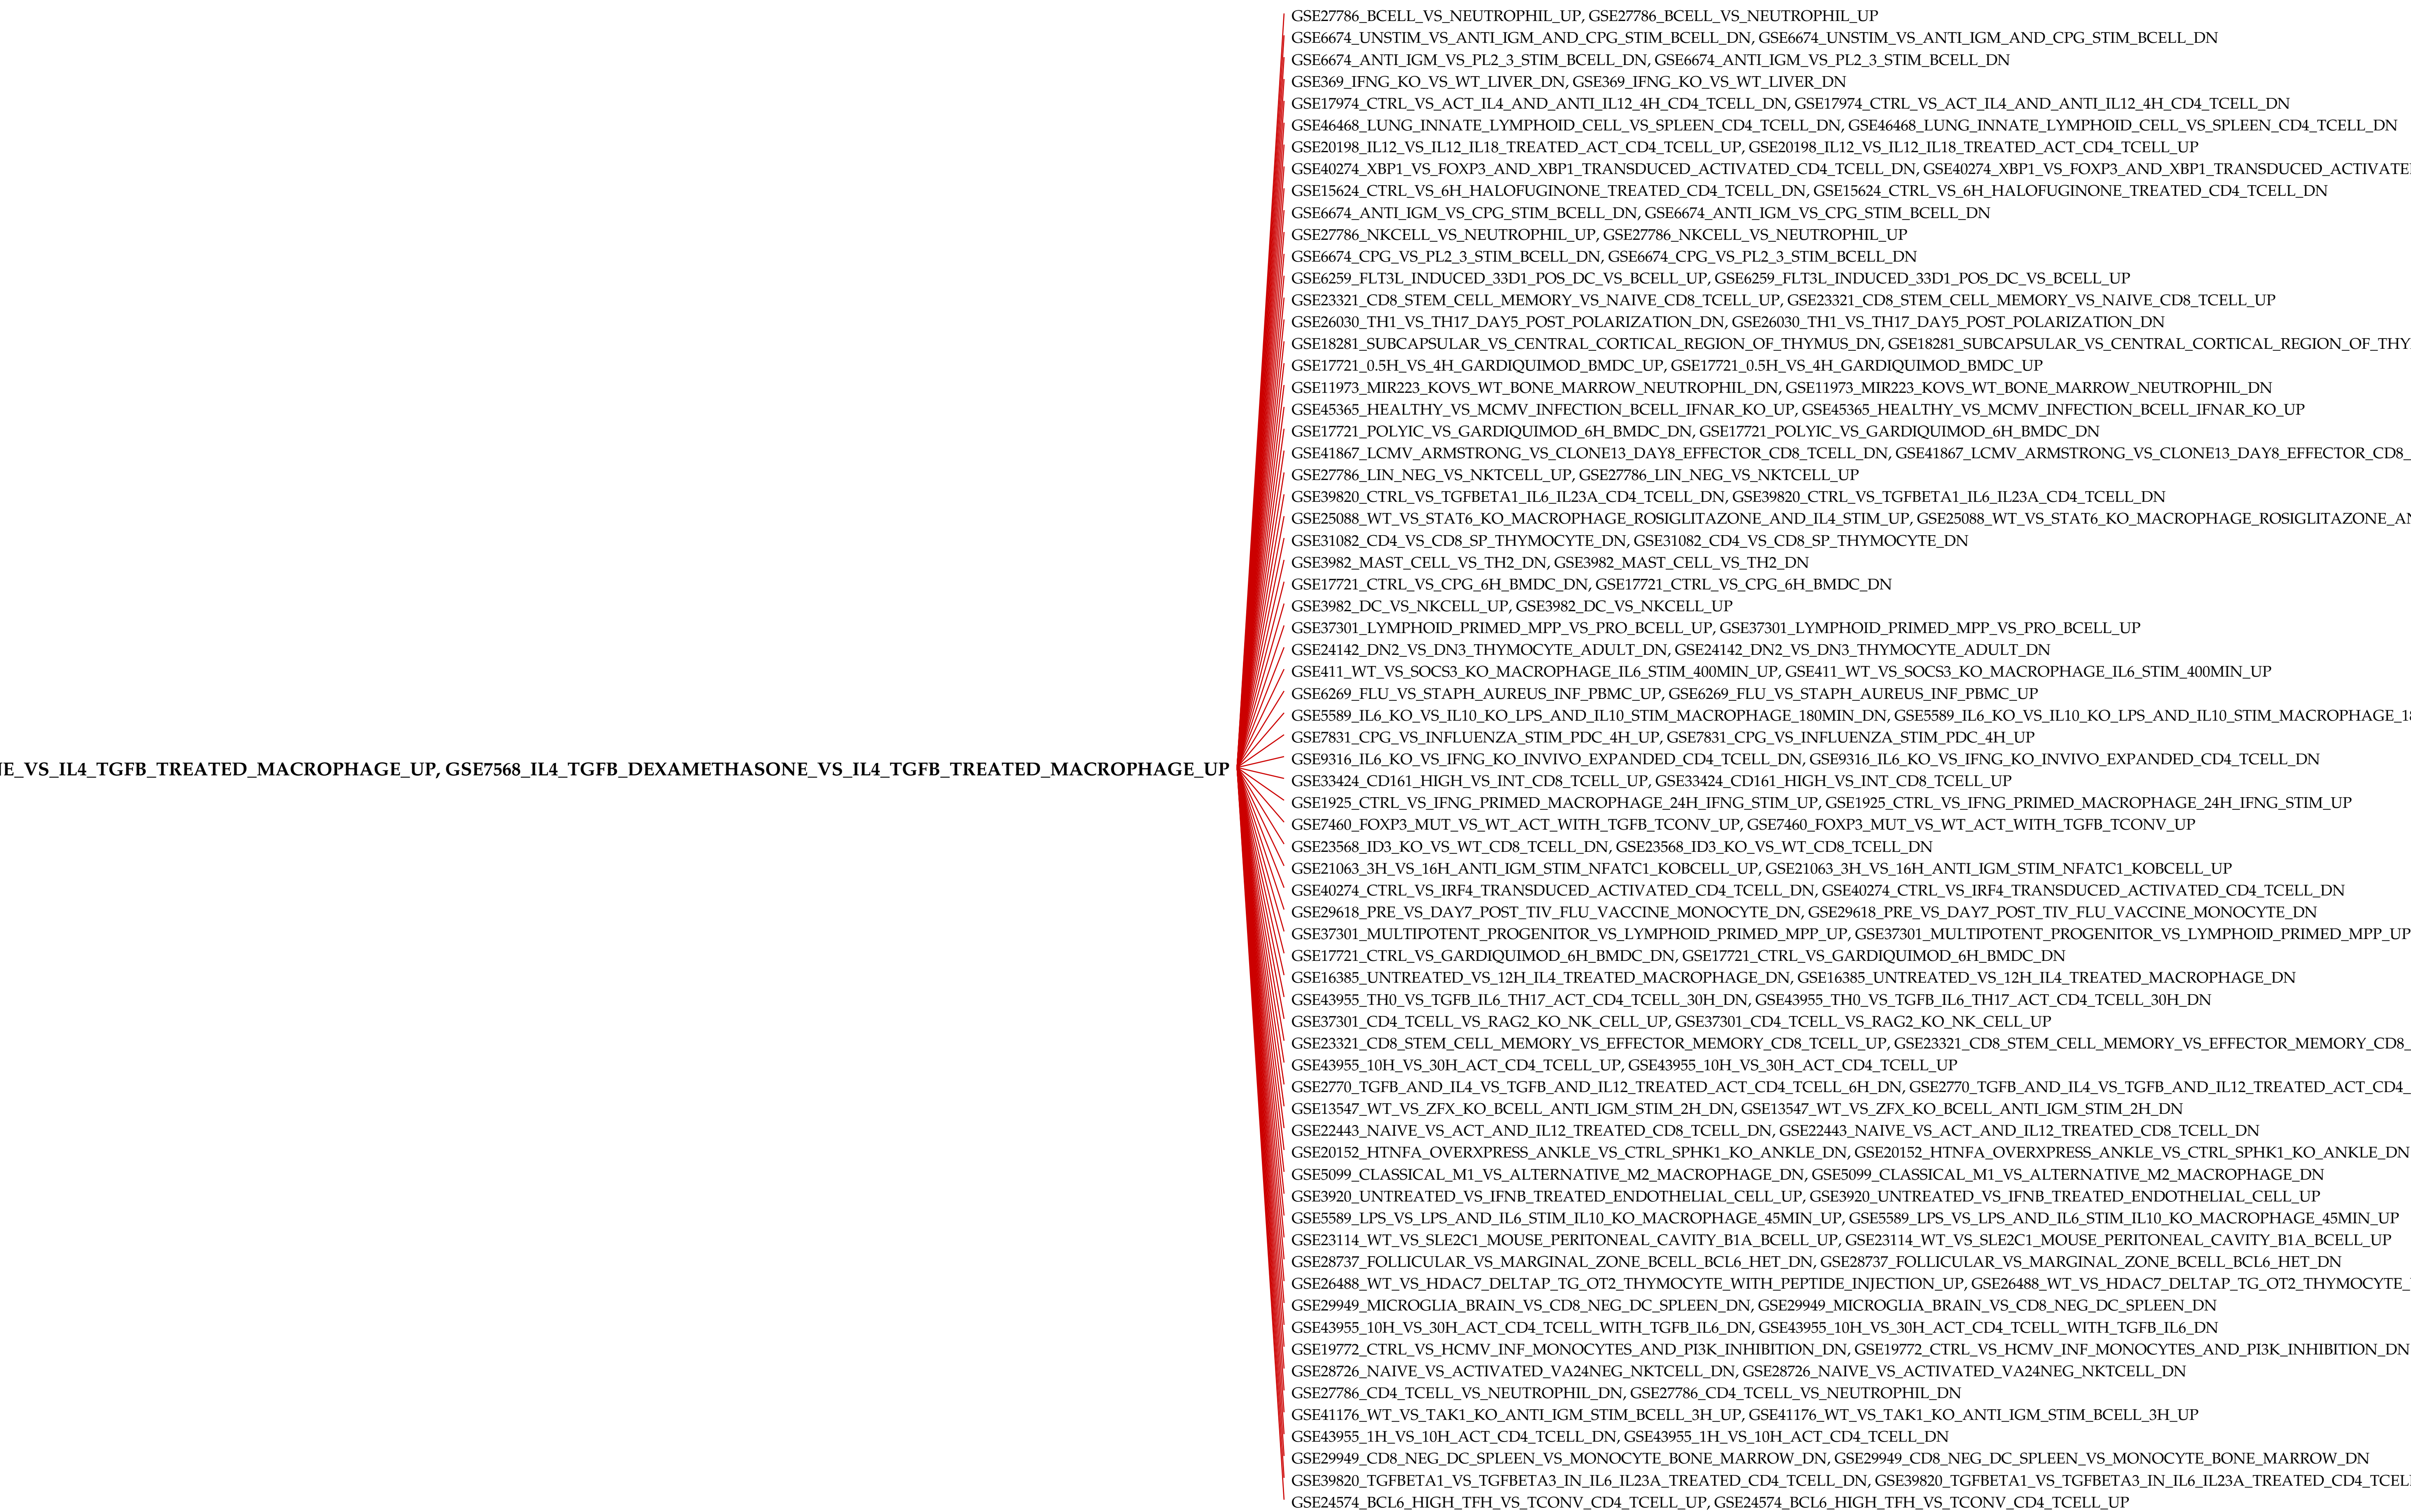 GSE27786_BCELL_VS_NEUTROPHIL_UP, GSE27786_BCELL_VS_NEUTROPHIL_UP
GSE6674_UNSTIM_VS_ANTI_IGM_AND_CPG_STIM_BCELL_DN, GSE6674_UNSTIM_VS_ANTI_IGM_AND_CPG_STIM_BCELL_DN
GSE6674_ANTI_IGM_VS_PL2_3_STIM_BCELL_DN, GSE6674_ANTI_IGM_VS_PL2_3_STIM_BCELL_DN
GSE369_IFNG_KO_VS_WT_LIVER_DN, GSE369_IFNG_KO_VS_WT_LIVER_DN
GSE17974_CTRL_VS_ACT_IL4_AND_ANTI_IL12_4H_CD4_TCELL_DN, GSE17974_CTRL_VS_ACT_IL4_AND_ANTI_IL12_4H_CD4_TCELL_DN
GSE46468_LUNG_INNATE_LYMPHOID_CELL_VS_SPLEEN_CD4_TCELL_DN, GSE46468_LUNG_INNATE_LYMPHOID_CELL_VS_SPLEEN_CD4_TCELL_DN
GSE20198_IL12_VS_IL12_IL18_TREATED_ACT_CD4_TCELL_UP, GSE20198_IL12_VS_IL12_IL18_TREATED_ACT_CD4_TCELL_UP
GSE40274_XBP1_VS_FOXP3_AND_XBP1_TRANSDUCED_ACTIVATED_CD4_TCELL_DN, GSE40274_XBP1_VS_FOXP3_AND_XBP1_TRANSDUCED_ACTIVATE
GSE15624_CTRL_VS_6H_HALOFUGINONE_TREATED_CD4_TCELL_DN, GSE15624_CTRL_VS_6H_HALOFUGINONE_TREATED_CD4_TCELL_DN
GSE6674_ANTI_IGM_VS_CPG_STIM_BCELL_DN, GSE6674_ANTI_IGM_VS_CPG_STIM_BCELL_DN
GSE27786_NKCELL_VS_NEUTROPHIL_UP, GSE27786_NKCELL_VS_NEUTROPHIL_UP
GSE6674_CPG_VS_PL2_3_STIM_BCELL_DN, GSE6674_CPG_VS_PL2_3_STIM_BCELL_DN
GSE6259_FLT3L_INDUCED_33D1_POS_DC_VS_BCELL_UP, GSE6259_FLT3L_INDUCED_33D1_POS_DC_VS_BCELL_UP
GSE23321_CD8_STEM_CELL_MEMORY_VS_NAIVE_CD8_TCELL_UP, GSE23321_CD8_STEM_CELL_MEMORY_VS_NAIVE_CD8_TCELL_UP
GSE26030_TH1_VS_TH17_DAY5_POST_POLARIZATION_DN, GSE26030_TH1_VS_TH17_DAY5_POST_POLARIZATION_DN
GSE18281_SUBCAPSULAR_VS_CENTRAL_CORTICAL_REGION_OF_THYMUS_DN, GSE18281_SUBCAPSULAR_VS_CENTRAL_CORTICAL_REGION_OF_THY
GSE17721_0.5H_VS_4H_GARDIQUIMOD_BMDC_UP, GSE17721_0.5H_VS_4H_GARDIQUIMOD_BMDC_UP
GSE11973_MIR223_KOVS_WT_BONE_MARROW_NEUTROPHIL_DN, GSE11973_MIR223_KOVS_WT_BONE_MARROW_NEUTROPHIL_DN
GSE45365_HEALTHY_VS_MCMV_INFECTION_BCELL_IFNAR_KO_UP, GSE45365_HEALTHY_VS_MCMV_INFECTION_BCELL_IFNAR_KO_UP
GSE17721_POLYIC_VS_GARDIQUIMOD_6H_BMDC_DN, GSE17721_POLYIC_VS_GARDIQUIMOD_6H_BMDC_DN
GSE41867_LCMV_ARMSTRONG_VS_CLONE13_DAY8_EFFECTOR_CD8_TCELL_DN, GSE41867_LCMV_ARMSTRONG_VS_CLONE13_DAY8_EFFECTOR_CD8_
GSE27786_LIN_NEG_VS_NKTCELL_UP, GSE27786_LIN_NEG_VS_NKTCELL_UP
GSE39820_CTRL_VS_TGFBETA1_IL6_IL23A_CD4_TCELL_DN, GSE39820_CTRL_VS_TGFBETA1_IL6_IL23A_CD4_TCELL_DN
GSE25088_WT_VS_STAT6_KO_MACROPHAGE_ROSIGLITAZONE_AND_IL4_STIM_UP, GSE25088_WT_VS_STAT6_KO_MACROPHAGE_ROSIGLITAZONE_AN
GSE31082_CD4_VS_CD8_SP_THYMOCYTE_DN, GSE31082_CD4_VS_CD8_SP_THYMOCYTE_DN
GSE3982_MAST_CELL_VS_TH2_DN, GSE3982_MAST_CELL_VS_TH2_DN
GSE17721_CTRL_VS_CPG_6H_BMDC_DN, GSE17721_CTRL_VS_CPG_6H_BMDC_DN
GSE3982_DC_VS_NKCELL_UP, GSE3982_DC_VS_NKCELL_UP
GSE37301_LYMPHOID_PRIMED_MPP_VS_PRO_BCELL_UP, GSE37301_LYMPHOID_PRIMED_MPP_VS_PRO_BCELL_UP
GSE24142_DN2_VS_DN3_THYMOCYTE_ADULT_DN, GSE24142_DN2_VS_DN3_THYMOCYTE_ADULT_DN
GSE411_WT_VS_SOCS3_KO_MACROPHAGE_IL6_STIM_400MIN_UP, GSE411_WT_VS_SOCS3_KO_MACROPHAGE_IL6_STIM_400MIN_UP
GSE6269_FLU_VS_STAPH_AUREUS_INF_PBMC_UP, GSE6269_FLU_VS_STAPH_AUREUS_INF_PBMC_UP
GSE5589_IL6_KO_VS_IL10_KO_LPS_AND_IL10_STIM_MACROPHAGE_180MIN_DN, GSE5589_IL6_KO_VS_IL10_KO_LPS_AND_IL10_STIM_MACROPHAGE_18
GSE7831_CPG_VS_INFLUENZA_STIM_PDC_4H_UP, GSE7831_CPG_VS_INFLUENZA_STIM_PDC_4H_UP
GSE9316_IL6_KO_VS_IFNG_KO_INVIVO_EXPANDED_CD4_TCELL_DN, GSE9316_IL6_KO_VS_IFNG_KO_INVIVO_EXPANDED_CD4_TCELL_DN
E_VS_IL4_TGFB_TREATED_MACROPHAGE_UP, GSE7568_IL4_TGFB_DEXAMETHASONE_VS_IL4_TGFB_TREATED_MACROPHAGE_UP
GSE33424_CD161_HIGH_VS_INT_CD8_TCELL_UP, GSE33424_CD161_HIGH_VS_INT_CD8_TCELL_UP
GSE1925_CTRL_VS_IFNG_PRIMED_MACROPHAGE_24H_IFNG_STIM_UP, GSE1925_CTRL_VS_IFNG_PRIMED_MACROPHAGE_24H_IFNG_STIM_UP
GSE7460_FOXP3_MUT_VS_WT_ACT_WITH_TGFB_TCONV_UP, GSE7460_FOXP3_MUT_VS_WT_ACT_WITH_TGFB_TCONV_UP
GSE23568_ID3_KO_VS_WT_CD8_TCELL_DN, GSE23568_ID3_KO_VS_WT_CD8_TCELL_DN
GSE21063_3H_VS_16H_ANTI_IGM_STIM_NFATC1_KOBCELL_UP, GSE21063_3H_VS_16H_ANTI_IGM_STIM_NFATC1_KOBCELL_UP
GSE40274_CTRL_VS_IRF4_TRANSDUCED_ACTIVATED_CD4_TCELL_DN, GSE40274_CTRL_VS_IRF4_TRANSDUCED_ACTIVATED_CD4_TCELL_DN
GSE29618_PRE_VS_DAY7_POST_TIV_FLU_VACCINE_MONOCYTE_DN, GSE29618_PRE_VS_DAY7_POST_TIV_FLU_VACCINE_MONOCYTE_DN
GSE37301_MULTIPOTENT_PROGENITOR_VS_LYMPHOID_PRIMED_MPP_UP, GSE37301_MULTIPOTENT_PROGENITOR_VS_LYMPHOID_PRIMED_MPP_UP
GSE17721_CTRL_VS_GARDIQUIMOD_6H_BMDC_DN, GSE17721_CTRL_VS_GARDIQUIMOD_6H_BMDC_DN
GSE16385_UNTREATED_VS_12H_IL4_TREATED_MACROPHAGE_DN, GSE16385_UNTREATED_VS_12H_IL4_TREATED_MACROPHAGE_DN
GSE43955_TH0_VS_TGFB_IL6_TH17_ACT_CD4_TCELL_30H_DN, GSE43955_TH0_VS_TGFB_IL6_TH17_ACT_CD4_TCELL_30H_DN
GSE37301_CD4_TCELL_VS_RAG2_KO_NK_CELL_UP, GSE37301_CD4_TCELL_VS_RAG2_KO_NK_CELL_UP
GSE23321_CD8_STEM_CELL_MEMORY_VS_EFFECTOR_MEMORY_CD8_TCELL_UP, GSE23321_CD8_STEM_CELL_MEMORY_VS_EFFECTOR_MEMORY_CD8_
GSE43955_10H_VS_30H_ACT_CD4_TCELL_UP, GSE43955_10H_VS_30H_ACT_CD4_TCELL_UP
GSE2770_TGFB_AND_IL4_VS_TGFB_AND_IL12_TREATED_ACT_CD4_TCELL_6H_DN, GSE2770_TGFB_AND_IL4_VS_TGFB_AND_IL12_TREATED_ACT_CD4_
GSE13547_WT_VS_ZFX_KO_BCELL_ANTI_IGM_STIM_2H_DN, GSE13547_WT_VS_ZFX_KO_BCELL_ANTI_IGM_STIM_2H_DN
GSE22443_NAIVE_VS_ACT_AND_IL12_TREATED_CD8_TCELL_DN, GSE22443_NAIVE_VS_ACT_AND_IL12_TREATED_CD8_TCELL_DN
GSE20152_HTNFA_OVERXPRESS_ANKLE_VS_CTRL_SPHK1_KO_ANKLE_DN, GSE20152_HTNFA_OVERXPRESS_ANKLE_VS_CTRL_SPHK1_KO_ANKLE_DN
GSE5099_CLASSICAL_M1_VS_ALTERNATIVE_M2_MACROPHAGE_DN, GSE5099_CLASSICAL_M1_VS_ALTERNATIVE_M2_MACROPHAGE_DN
GSE3920_UNTREATED_VS_IFNB_TREATED_ENDOTHELIAL_CELL_UP, GSE3920_UNTREATED_VS_IFNB_TREATED_ENDOTHELIAL_CELL_UP
GSE5589_LPS_VS_LPS_AND_IL6_STIM_IL10_KO_MACROPHAGE_45MIN_UP, GSE5589_LPS_VS_LPS_AND_IL6_STIM_IL10_KO_MACROPHAGE_45MIN_UP
GSE23114_WT_VS_SLE2C1_MOUSE_PERITONEAL_CAVITY_B1A_BCELL_UP, GSE23114_WT_VS_SLE2C1_MOUSE_PERITONEAL_CAVITY_B1A_BCELL_UP
GSE28737_FOLLICULAR_VS_MARGINAL_ZONE_BCELL_BCL6_HET_DN, GSE28737_FOLLICULAR_VS_MARGINAL_ZONE_BCELL_BCL6_HET_DN
GSE26488_WT_VS_HDAC7_DELTAP_TG_OT2_THYMOCYTE_WITH_PEPTIDE_INJECTION_UP, GSE26488_WT_VS_HDAC7_DELTAP_TG_OT2_THYMOCYTE_
GSE29949_MICROGLIA_BRAIN_VS_CD8_NEG_DC_SPLEEN_DN, GSE29949_MICROGLIA_BRAIN_VS_CD8_NEG_DC_SPLEEN_DN
GSE43955_10H_VS_30H_ACT_CD4_TCELL_WITH_TGFB_IL6_DN, GSE43955_10H_VS_30H_ACT_CD4_TCELL_WITH_TGFB_IL6_DN
GSE19772_CTRL_VS_HCMV_INF_MONOCYTES_AND_PI3K_INHIBITION_DN, GSE19772_CTRL_VS_HCMV_INF_MONOCYTES_AND_PI3K_INHIBITION_DN
GSE28726_NAIVE_VS_ACTIVATED_VA24NEG_NKTCELL_DN, GSE28726_NAIVE_VS_ACTIVATED_VA24NEG_NKTCELL_DN
GSE27786_CD4_TCELL_VS_NEUTROPHIL_DN, GSE27786_CD4_TCELL_VS_NEUTROPHIL_DN
GSE41176_WT_VS_TAK1_KO_ANTI_IGM_STIM_BCELL_3H_UP, GSE41176_WT_VS_TAK1_KO_ANTI_IGM_STIM_BCELL_3H_UP
GSE43955_1H_VS_10H_ACT_CD4_TCELL_DN, GSE43955_1H_VS_10H_ACT_CD4_TCELL_DN
GSE29949_CD8_NEG_DC_SPLEEN_VS_MONOCYTE_BONE_MARROW_DN, GSE29949_CD8_NEG_DC_SPLEEN_VS_MONOCYTE_BONE_MARROW_DN
GSE39820_TGFBETA1_VS_TGFBETA3_IN_IL6_IL23A_TREATED_CD4_TCELL_DN, GSE39820_TGFBETA1_VS_TGFBETA3_IN_IL6_IL23A_TREATED_CD4_TCEL
GSE24574_BCL6_HIGH_TFH_VS_TCONV_CD4_TCELL_UP, GSE24574_BCL6_HIGH_TFH_VS_TCONV_CD4_TCELL_UP